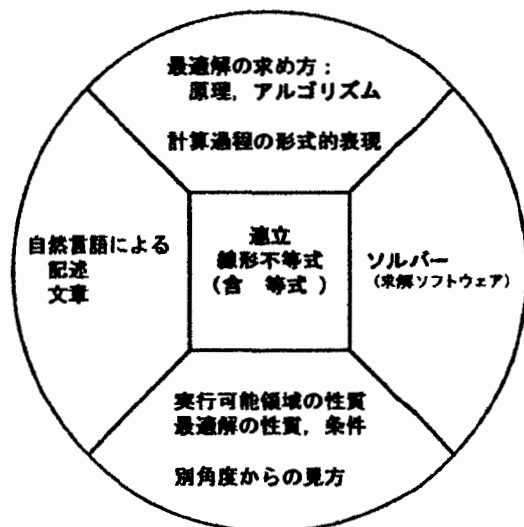 最適解の求め方：
原理，アルゴリズム
計算過程の形式的表現
自然言語による
記述
文章
連立
線形不等式
（含　等式　）
ソルバー
（求解ソフトウェア）
実行可能領域の性質
最適解の性質，条件
別角度からの見方